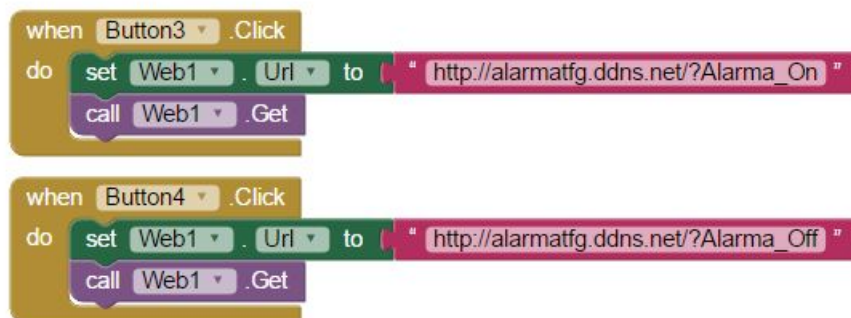 when Button3 .Click
do set Web1 . Url to " http://alarmatfg.ddns.net/?Alarma_On "
call Web1 .Get
when Button4 .Click
do set Web1 . Url to " http://alarmatfg.ddns.net/?Alarma_Off "
call Web1 .Get